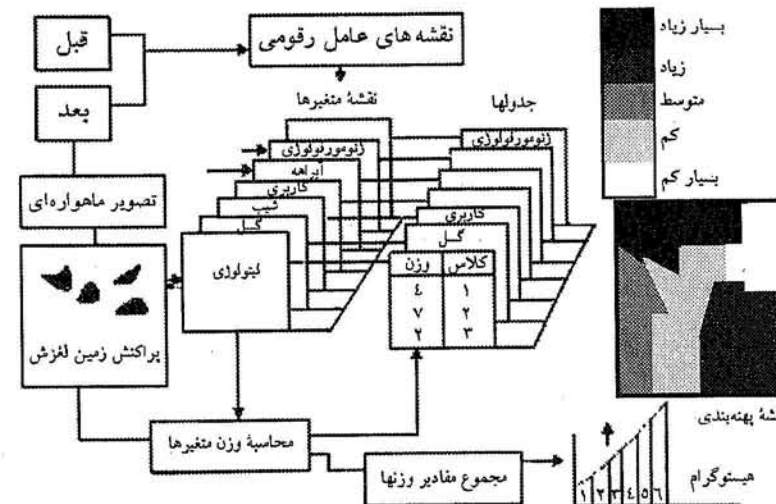 قبل
نقشه های عامل رقومی
بسیار زیاد
زیاد
متوسط
کم
بسیار کم
بعد
نقشهٔ متغیرها
جدولها
تصویر ماهواره‌ای
ژئومورفولوژی
آبراهه
کاربری
شیب
گسل
لیتولوژی
ژئومورفولوژی
کاربری
گسل
کلاس وزن
۱ ۴
۲ ۷
۳ ۲
پراکنش زمین لغزش
محاسبهٔ وزن متغیرها
مجموع مقادیر وزنها
شهٔ پهنه‌بندی
هیستوگرام
۱ ۲ ۳ ۴ ۵ ۶